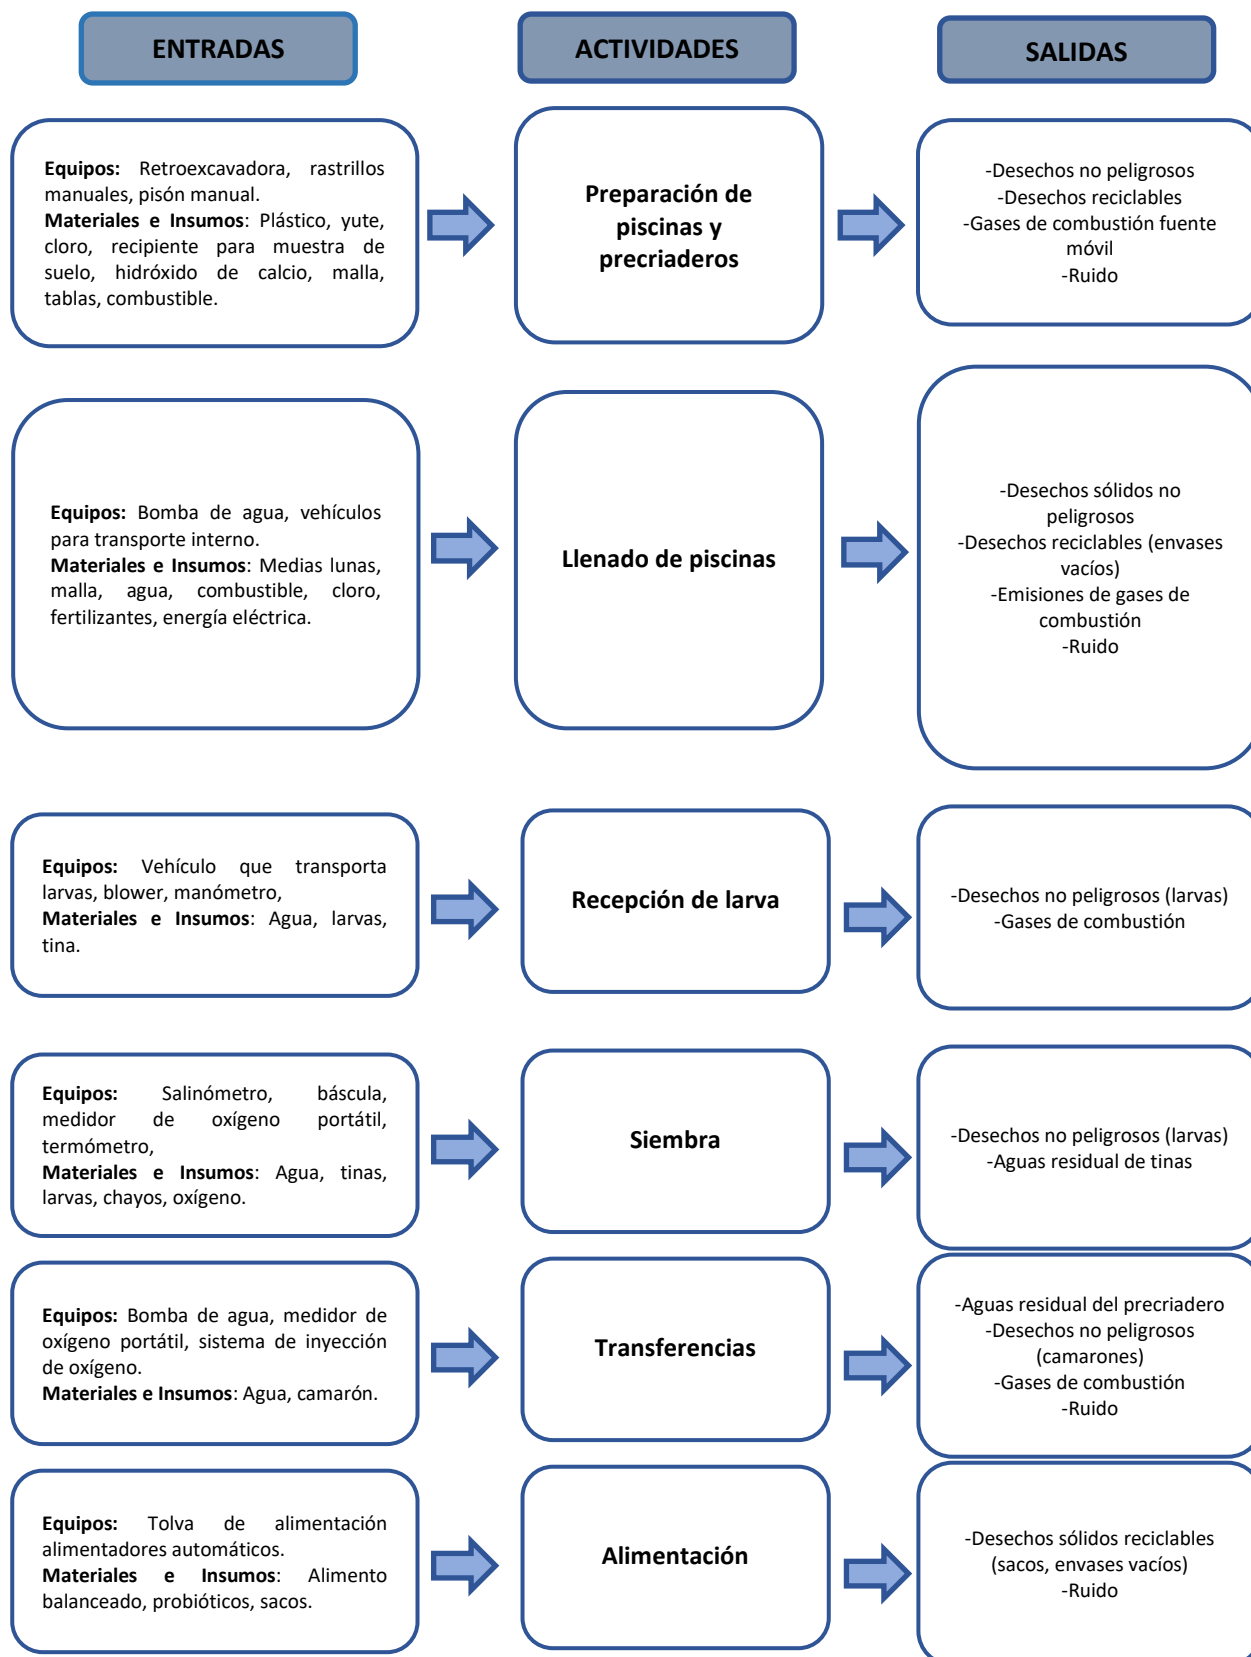 ENTRADAS
ACTIVIDADES
SALIDAS
Equipos: Retroexcavadora, rastrillos
manuales, pisón manual.
Materiales e Insumos: Plástico, yute,
cloro, recipiente para muestra de
suelo, hidróxido de calcio, malla,
tablas, combustible.
Preparación de
piscinas y
precriaderos
-Desechos no peligrosos
-Desechos reciclables
-Gases de combustión fuente
móvil
-Ruido
Equipos: Bomba de agua, vehículos
para transporte interno.
Materiales e Insumos: Medias lunas,
malla, agua, combustible, cloro,
fertilizantes, energía eléctrica.
Llenado de piscinas
-Desechos sólidos no
peligrosos
-Desechos reciclables (envases
vacíos)
-Emisiones de gases de
combustión
-Ruido
Equipos: Vehículo que transporta
larvas, blower, manómetro,
Materiales e Insumos: Agua, larvas,
tina.
Recepción de larva
-Desechos no peligrosos (larvas)
-Gases de combustión
Equipos: Salinómetro, báscula,
medidor de oxígeno portátil,
termómetro,
Materiales e Insumos: Agua, tinas,
larvas, chayos, oxígeno.
Siembra
-Desechos no peligrosos (larvas)
-Aguas residual de tinas
Equipos: Bomba de agua, medidor de
oxígeno portátil, sistema de inyección
de oxígeno.
Materiales e Insumos: Agua, camarón.
Transferencias
-Aguas residual del precriadero
-Desechos no peligrosos
(camarones)
-Gases de combustión
-Ruido
Equipos: Tolva de alimentación
alimentadores automáticos.
Materiales e Insumos: Alimento
balanceado, probióticos, sacos.
Alimentación
-Desechos sólidos reciclables
(sacos, envases vacíos)
-Ruido